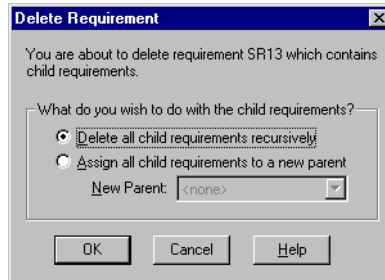 Delete Requirement
You are about to delete requirement SR13 which contains
child requirements.
What do you wish to do with the child requirements?
Delete all child requirements recursively
Assign all child requirements to a new parent
New Parent: <none>
OK Cancel Help